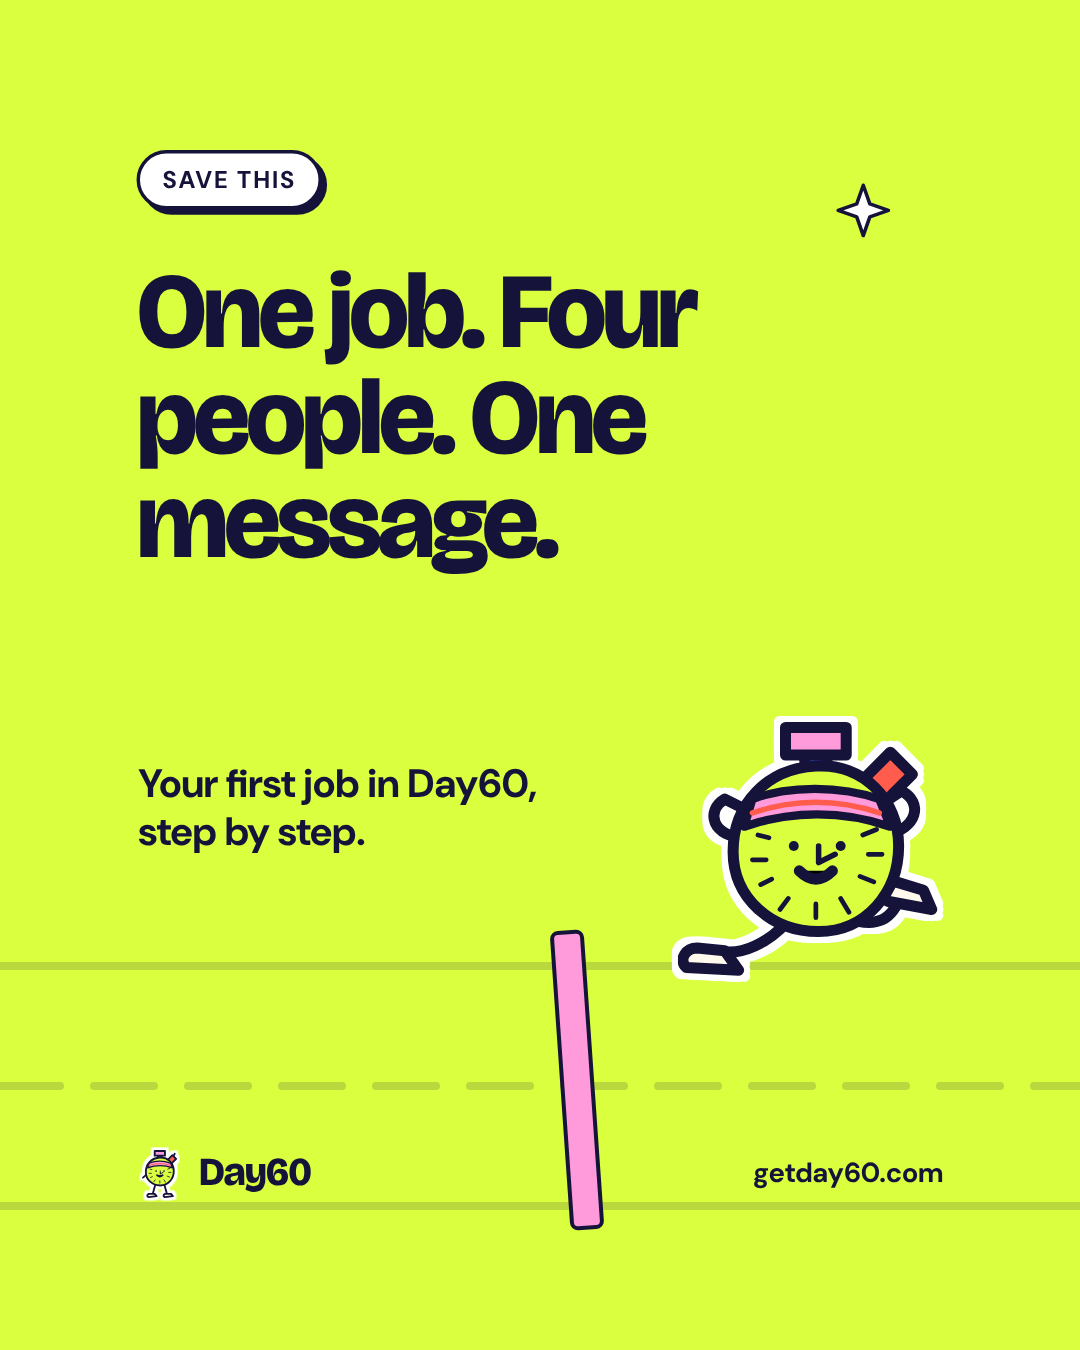 SAVE THIS
One job. Four
people. One
message.
Your first job in Day60,
step by step.
Day60
getday60.com